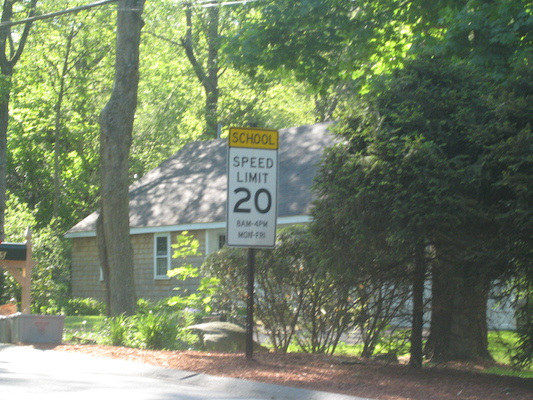 SCHOOL
SPEED
LIMIT
20
8AM-4PM
MON-FRI